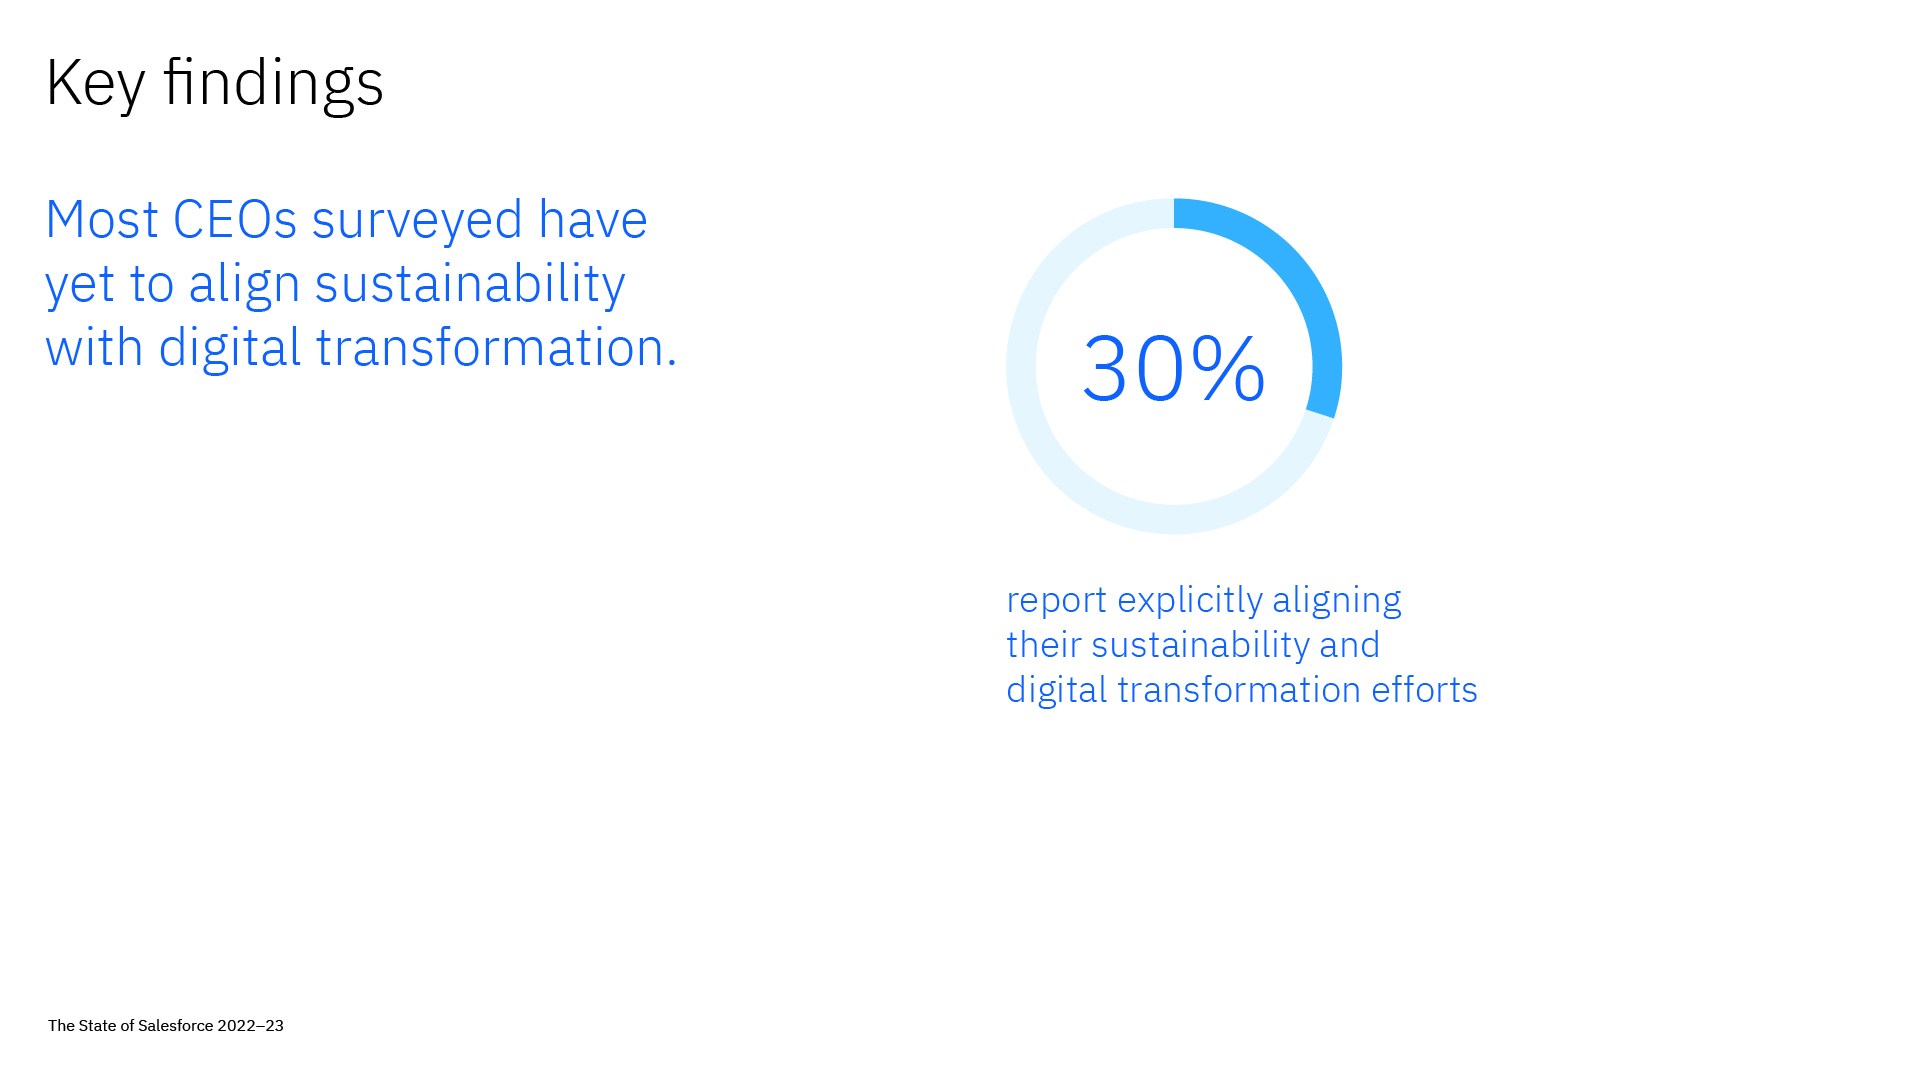 Key findings
Most CEOs surveyed have
yet to align sustainability
with digital transformation.
30%
report explicitly aligning
their sustainability and
digital transformation efforts
The State of Salesforce 2022–23